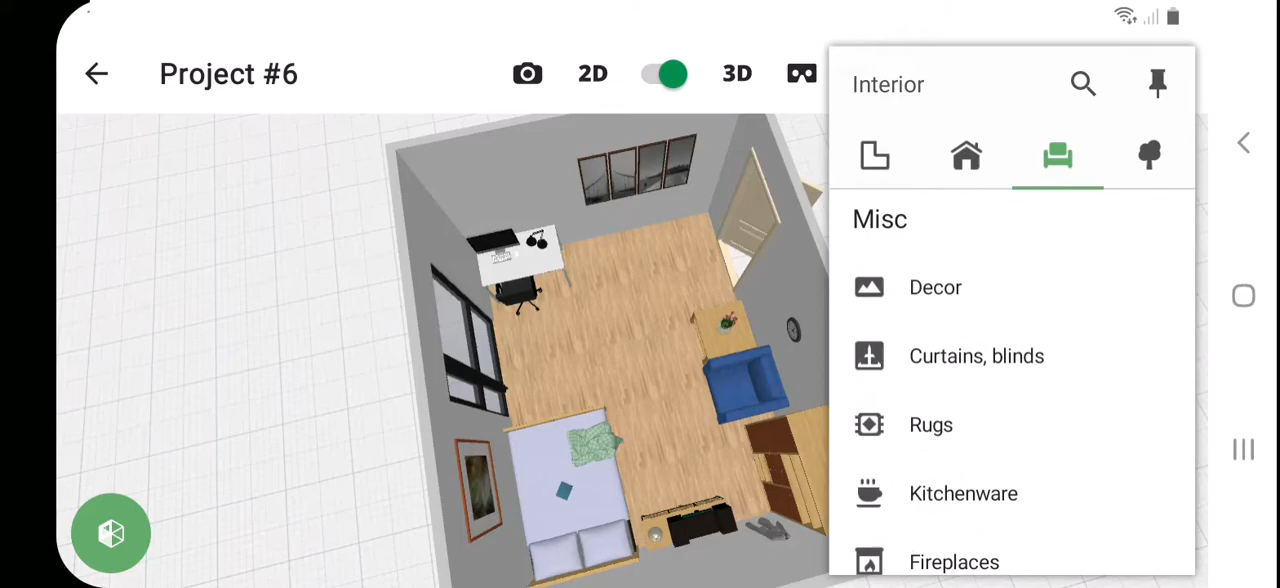 Project #6
2D
3D
Interior
Misc
Decor
Curtains, blinds
Rugs
Kitchenware
Fireplaces